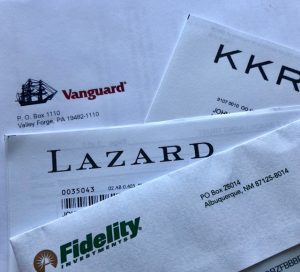 Vanguard®
P. O. Box 1110
Valley Forge, PA 19482-1110
KKR
LAZARD
0035043
PO Box 28014
Albuquerque, NM 87125-8014
Fidelity
INVESTMENTS®